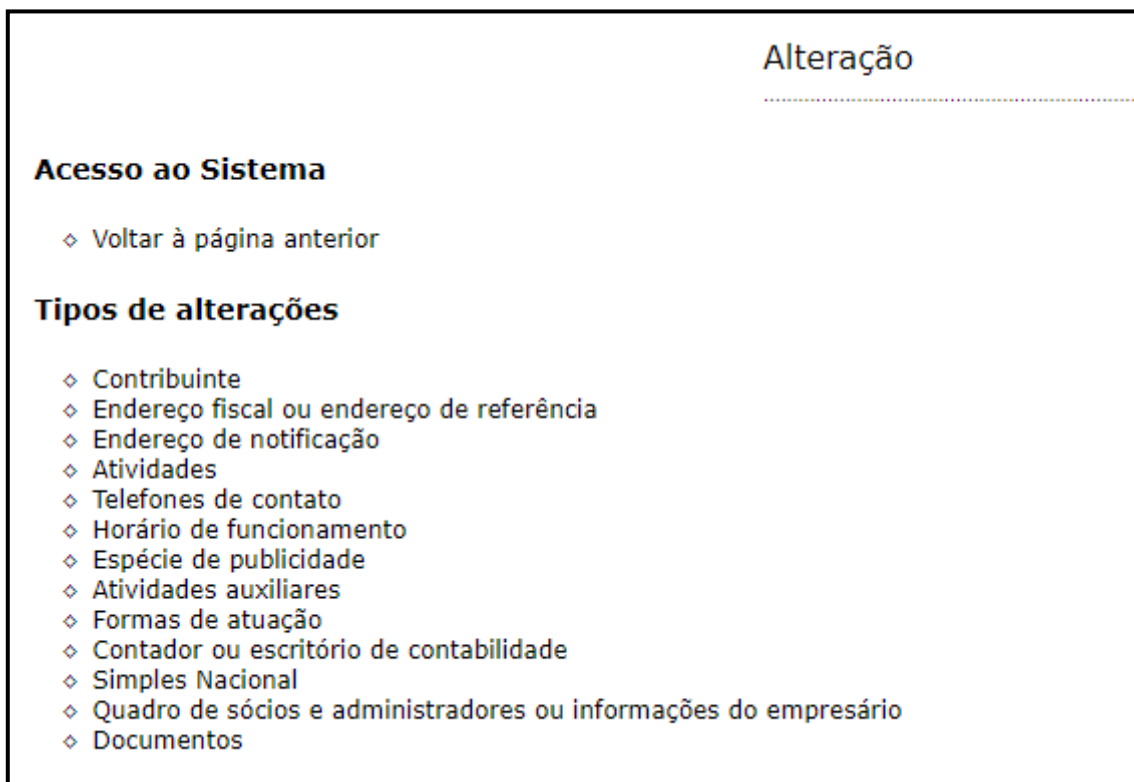 Alteração
Acesso ao Sistema
Voltar à página anterior
Tipos de alterações
Contribuinte
Endereço fiscal ou endereço de referência
Endereço de notificação
Atividades
Telefones de contato
Horário de funcionamento
Espécie de publicidade
Atividades auxiliares
Formas de atuação
Contador ou escritório de contabilidade
Simples Nacional
Quadro de sócios e administradores ou informações do empresário
Documentos